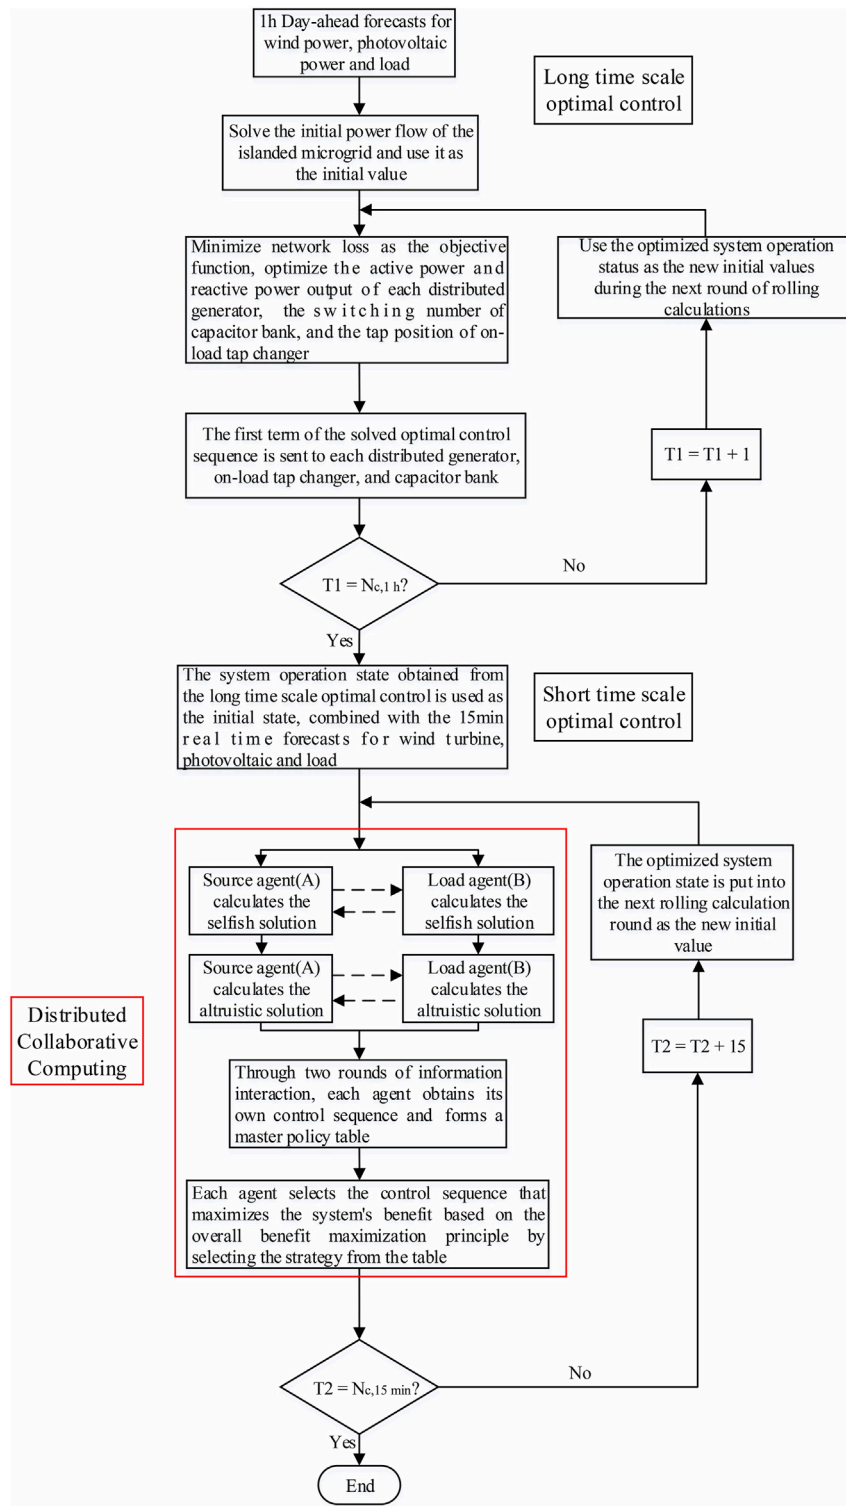 1h Day-ahead forecasts for
wind power, photovoltaic
power and load
Long time scale
optimal control
Solve the initial power flow of the
islanded microgrid and use it as
the initial value
Minimize network loss as the objective
function, optimize the active power and
reactive power output of each distributed
generator, the switching number of
capacitor bank, and the tap position of on-
load tap changer
Use the optimized system operation
status as the new initial values
during the next round of rolling
calculations
The first term of the solved optimal control
sequence is sent to each distributed generator,
on-load tap changer, and capacitor bank
T1 = T1 + 1
T1 = Nc,1 h?
No
Yes
The system operation state obtained from
the long time scale optimal control is used as
the initial state, combined with the 15min
real time forecasts for wind turbine,
photovoltaic and load
Short time scale
optimal control
Source agent(A)
calculates the
selfish solution
Load agent(B)
calculates the
selfish solution
The optimized system
operation state is put into
the next rolling calculation
round as the new initial
value
Source agent(A)
calculates the
altruistic solution
Load agent(B)
calculates the
altruistic solution
Distributed
Collaborative
Computing
T2 = T2 + 15
Through two rounds of information
interaction, each agent obtains its
own control sequence and forms a
master policy table
Each agent selects the control sequence that
maximizes the system's benefit based on the
overall benefit maximization principle by
selecting the strategy from the table
T2 = Nc,15 min?
No
Yes
End